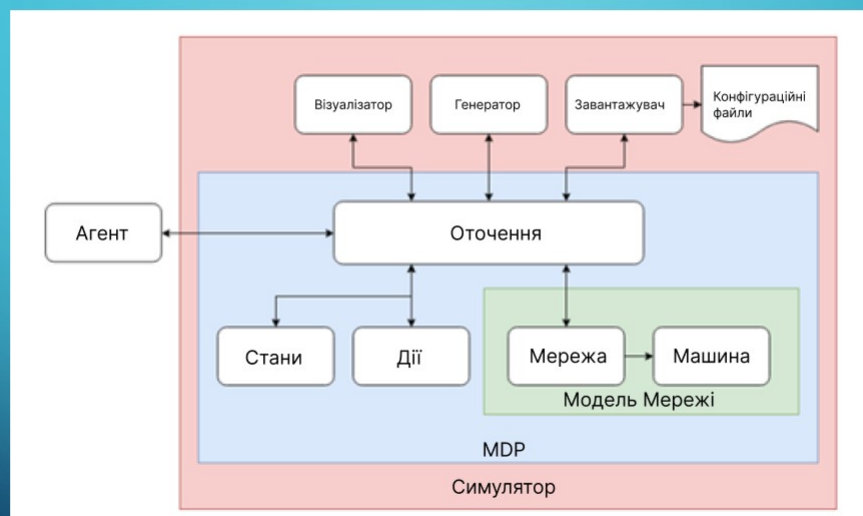 Візуалізатор
Генератор
Завантажувач
Конфігураційні
файли
Агент
Оточення
Стани
Дії
Мережа
Машина
Модель Мережі
MDP
Симулятор